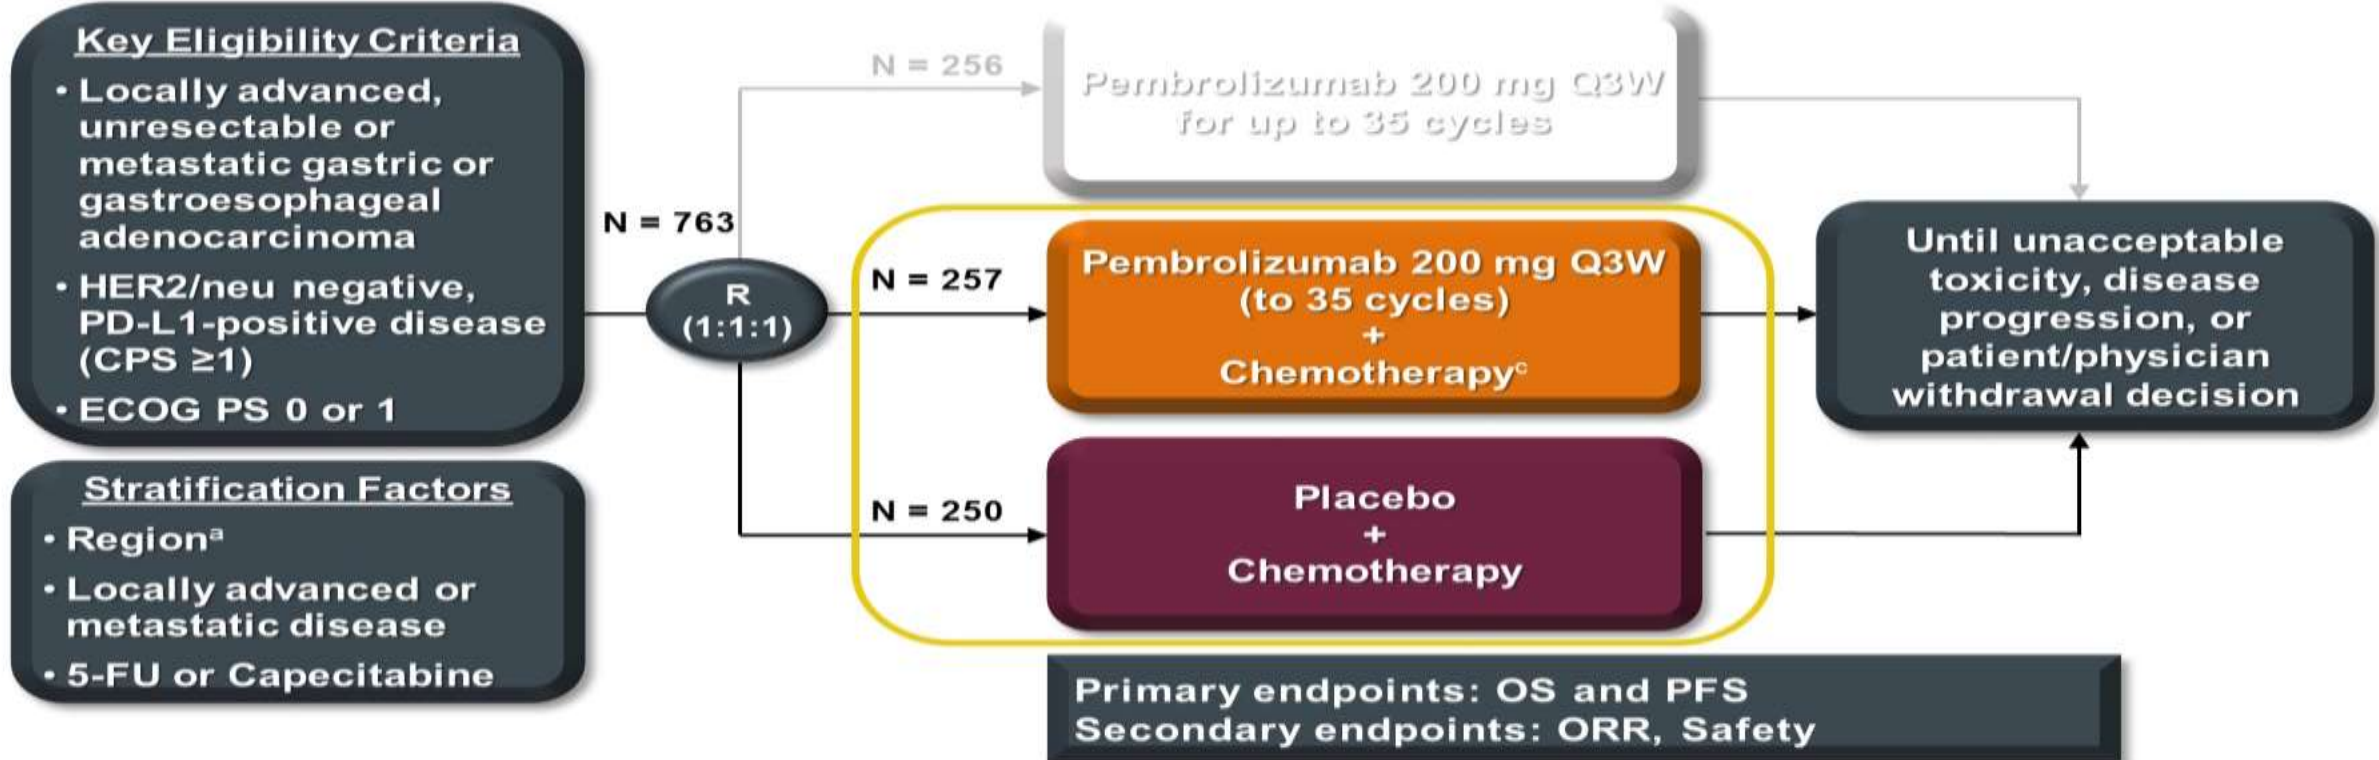 Key Eligibility Criteria
• Locally advanced,
unresectable or
metastatic gastric or
gastroesophageal
adenocarcinoma
• HER2/neu negative,
PD-L1-positive disease
(CPS ≥1)
• ECOG PS 0 or 1
Stratification Factors
• Regionᵃ
• Locally advanced or
metastatic disease
• 5-FU or Capecitabine
N = 763
R
(1:1:1)
N = 256
Pembrolizumab 200 mg Q3W
for up to 35 cycles
N = 257
Pembrolizumab 200 mg Q3W
(to 35 cycles)
+
Chemotherapyᶜ
N = 250
Placebo
+
Chemotherapy
Until unacceptable
toxicity, disease
progression, or
patient/physician
withdrawal decision
Primary endpoints: OS and PFS
Secondary endpoints: ORR, Safety